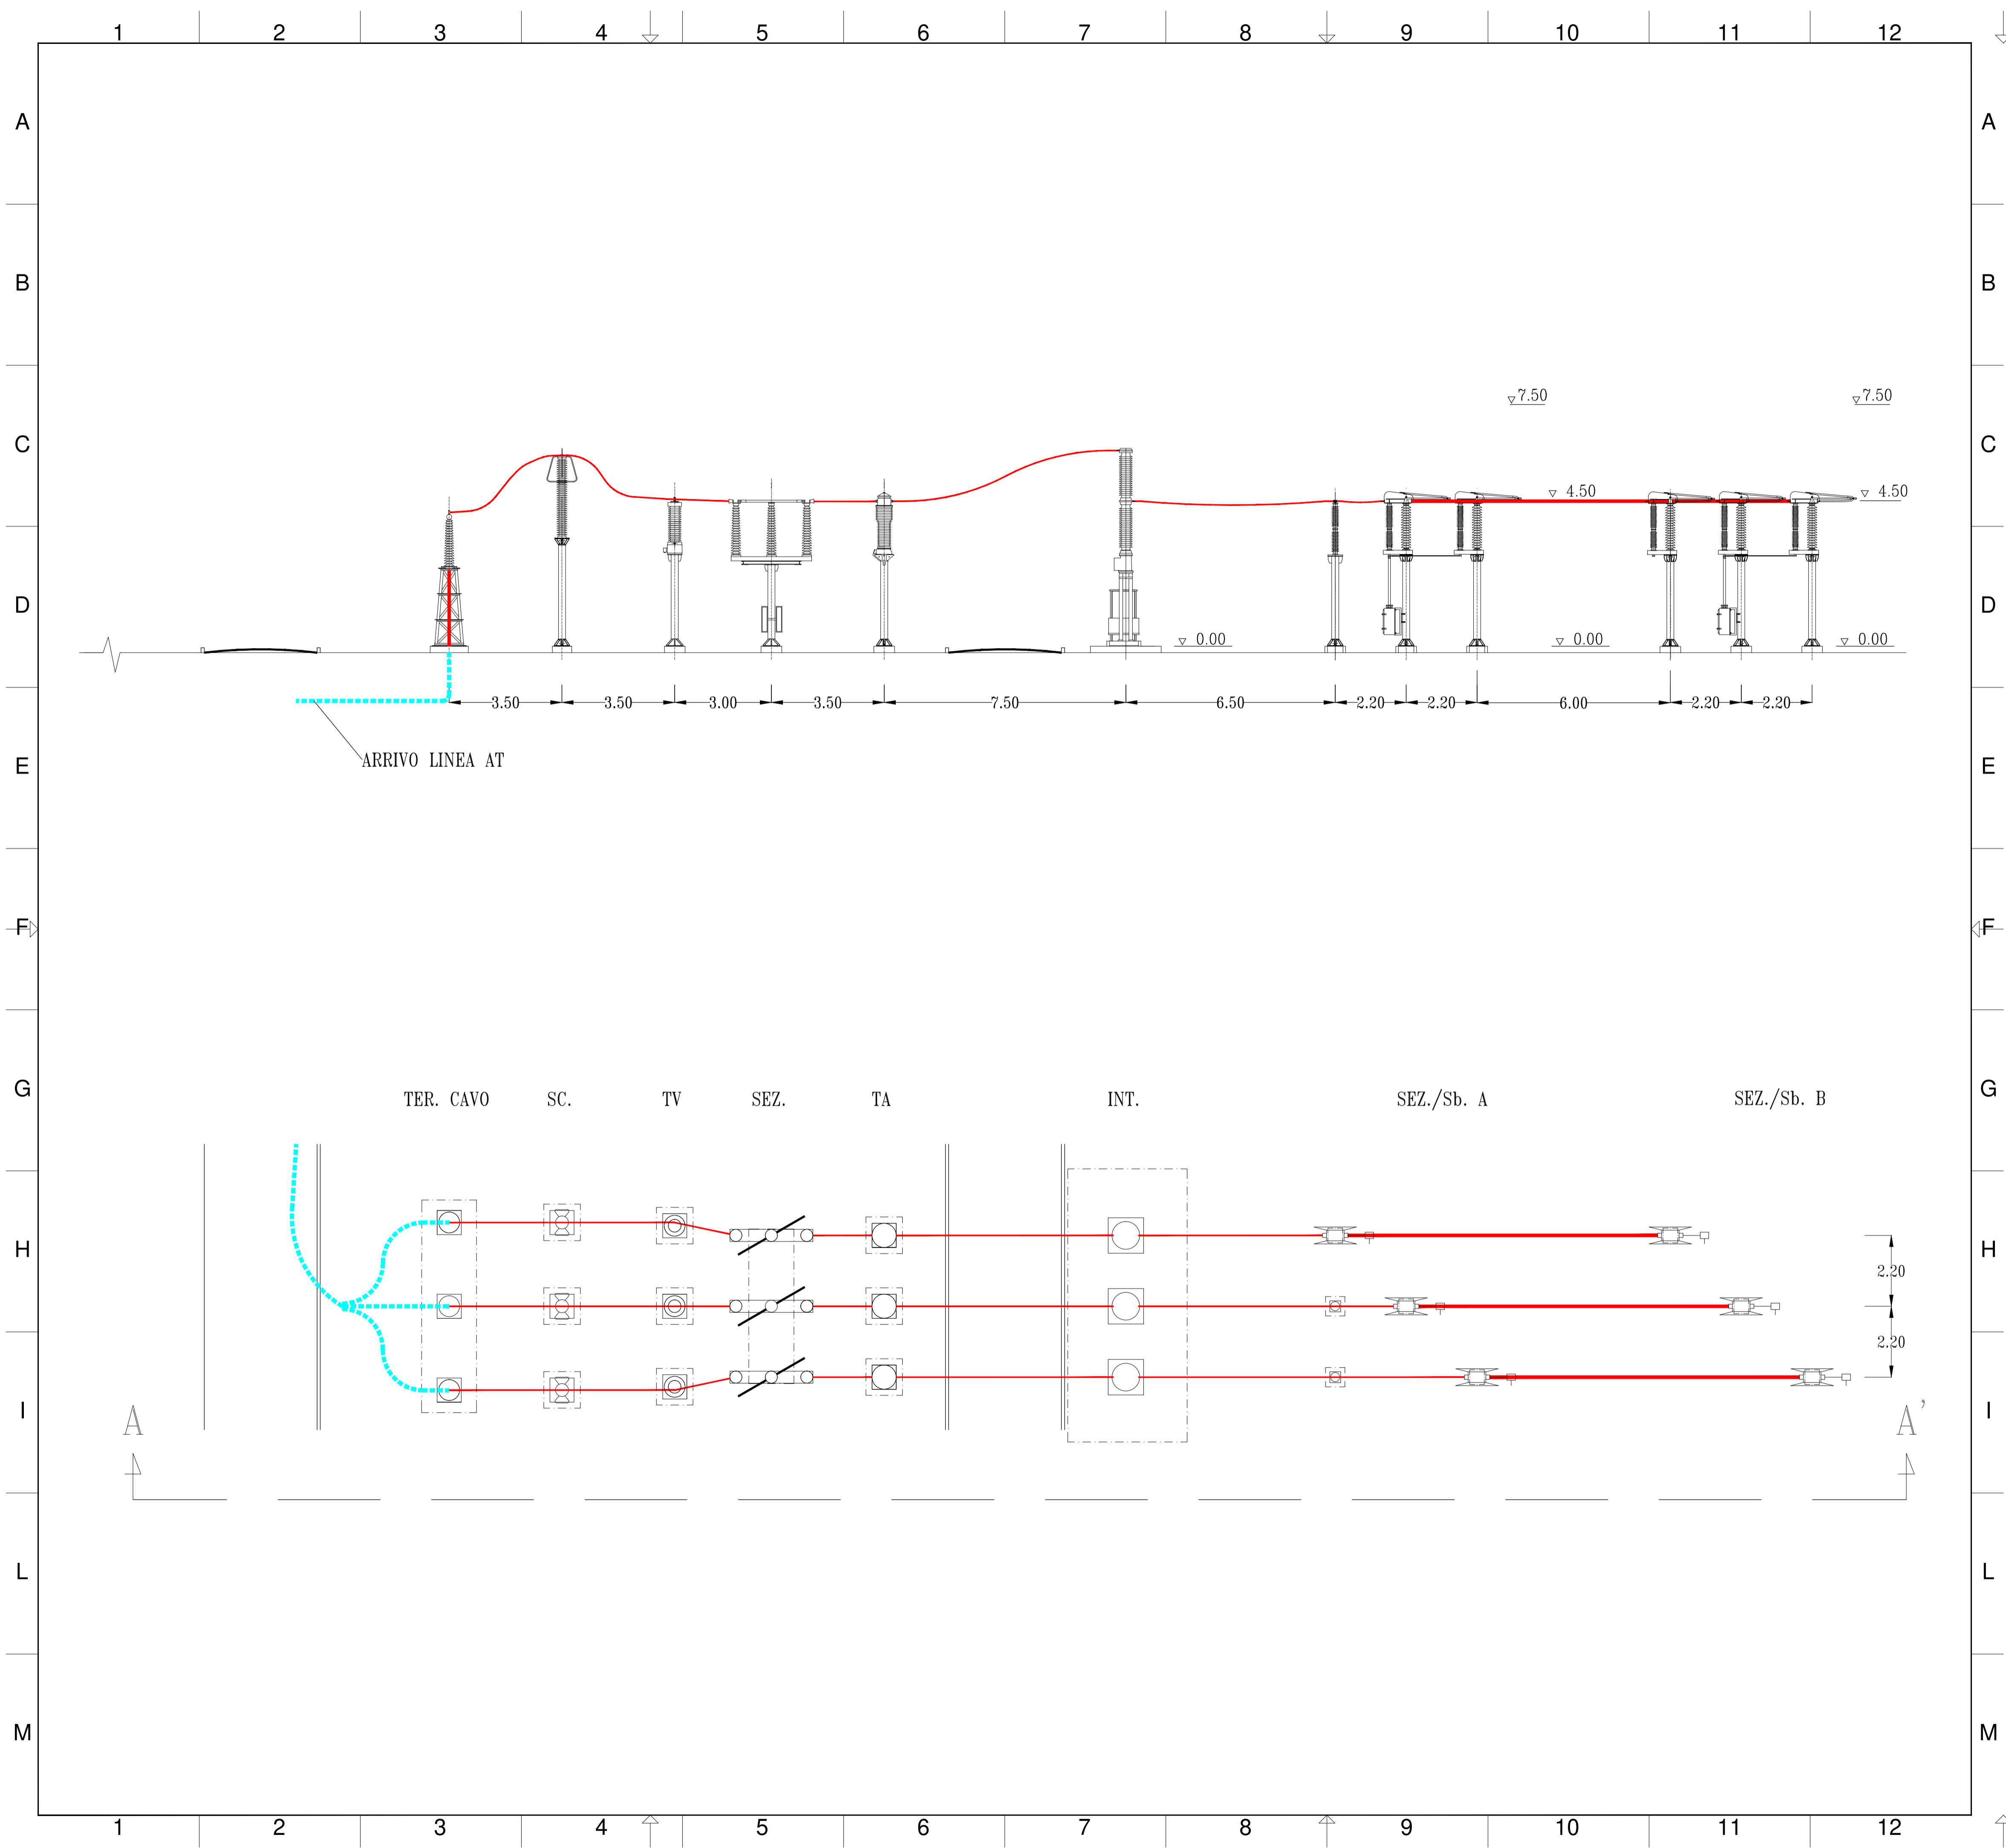 1 2 3 4 5 6 7 8 9 10 11 12
A A
B B
C C
7.50 7.50
4.50 4.50
D D
0.00 0.00 0.00
3.50 3.50 3.00 3.50 7.50 6.50 2.20 2.20 6.00 2.20 2.20
ARRIVO LINEA AT
E E
F F
G G
TER. CAVO SC. TV SEZ. TA INT. SEZ./Sb. A SEZ./Sb. B
H H
2.20
2.20
I I
A A'
L L
M M
1 2 3 4 5 6 7 8 9 10 11 12